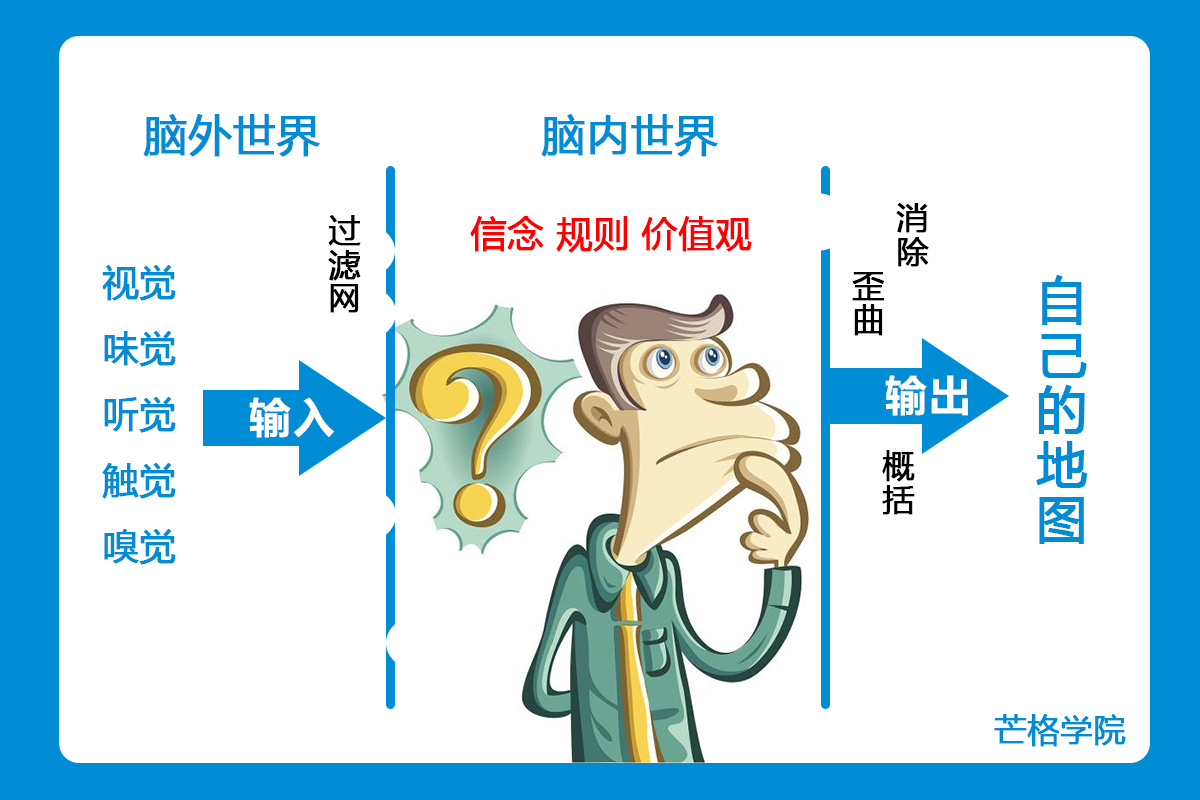 脑外世界
脑内世界
过滤网
信念 规则 价值观
视觉
味觉
听觉
触觉
嗅觉
输入
消除
歪曲
输出
概括
自己的地图
芒格学院